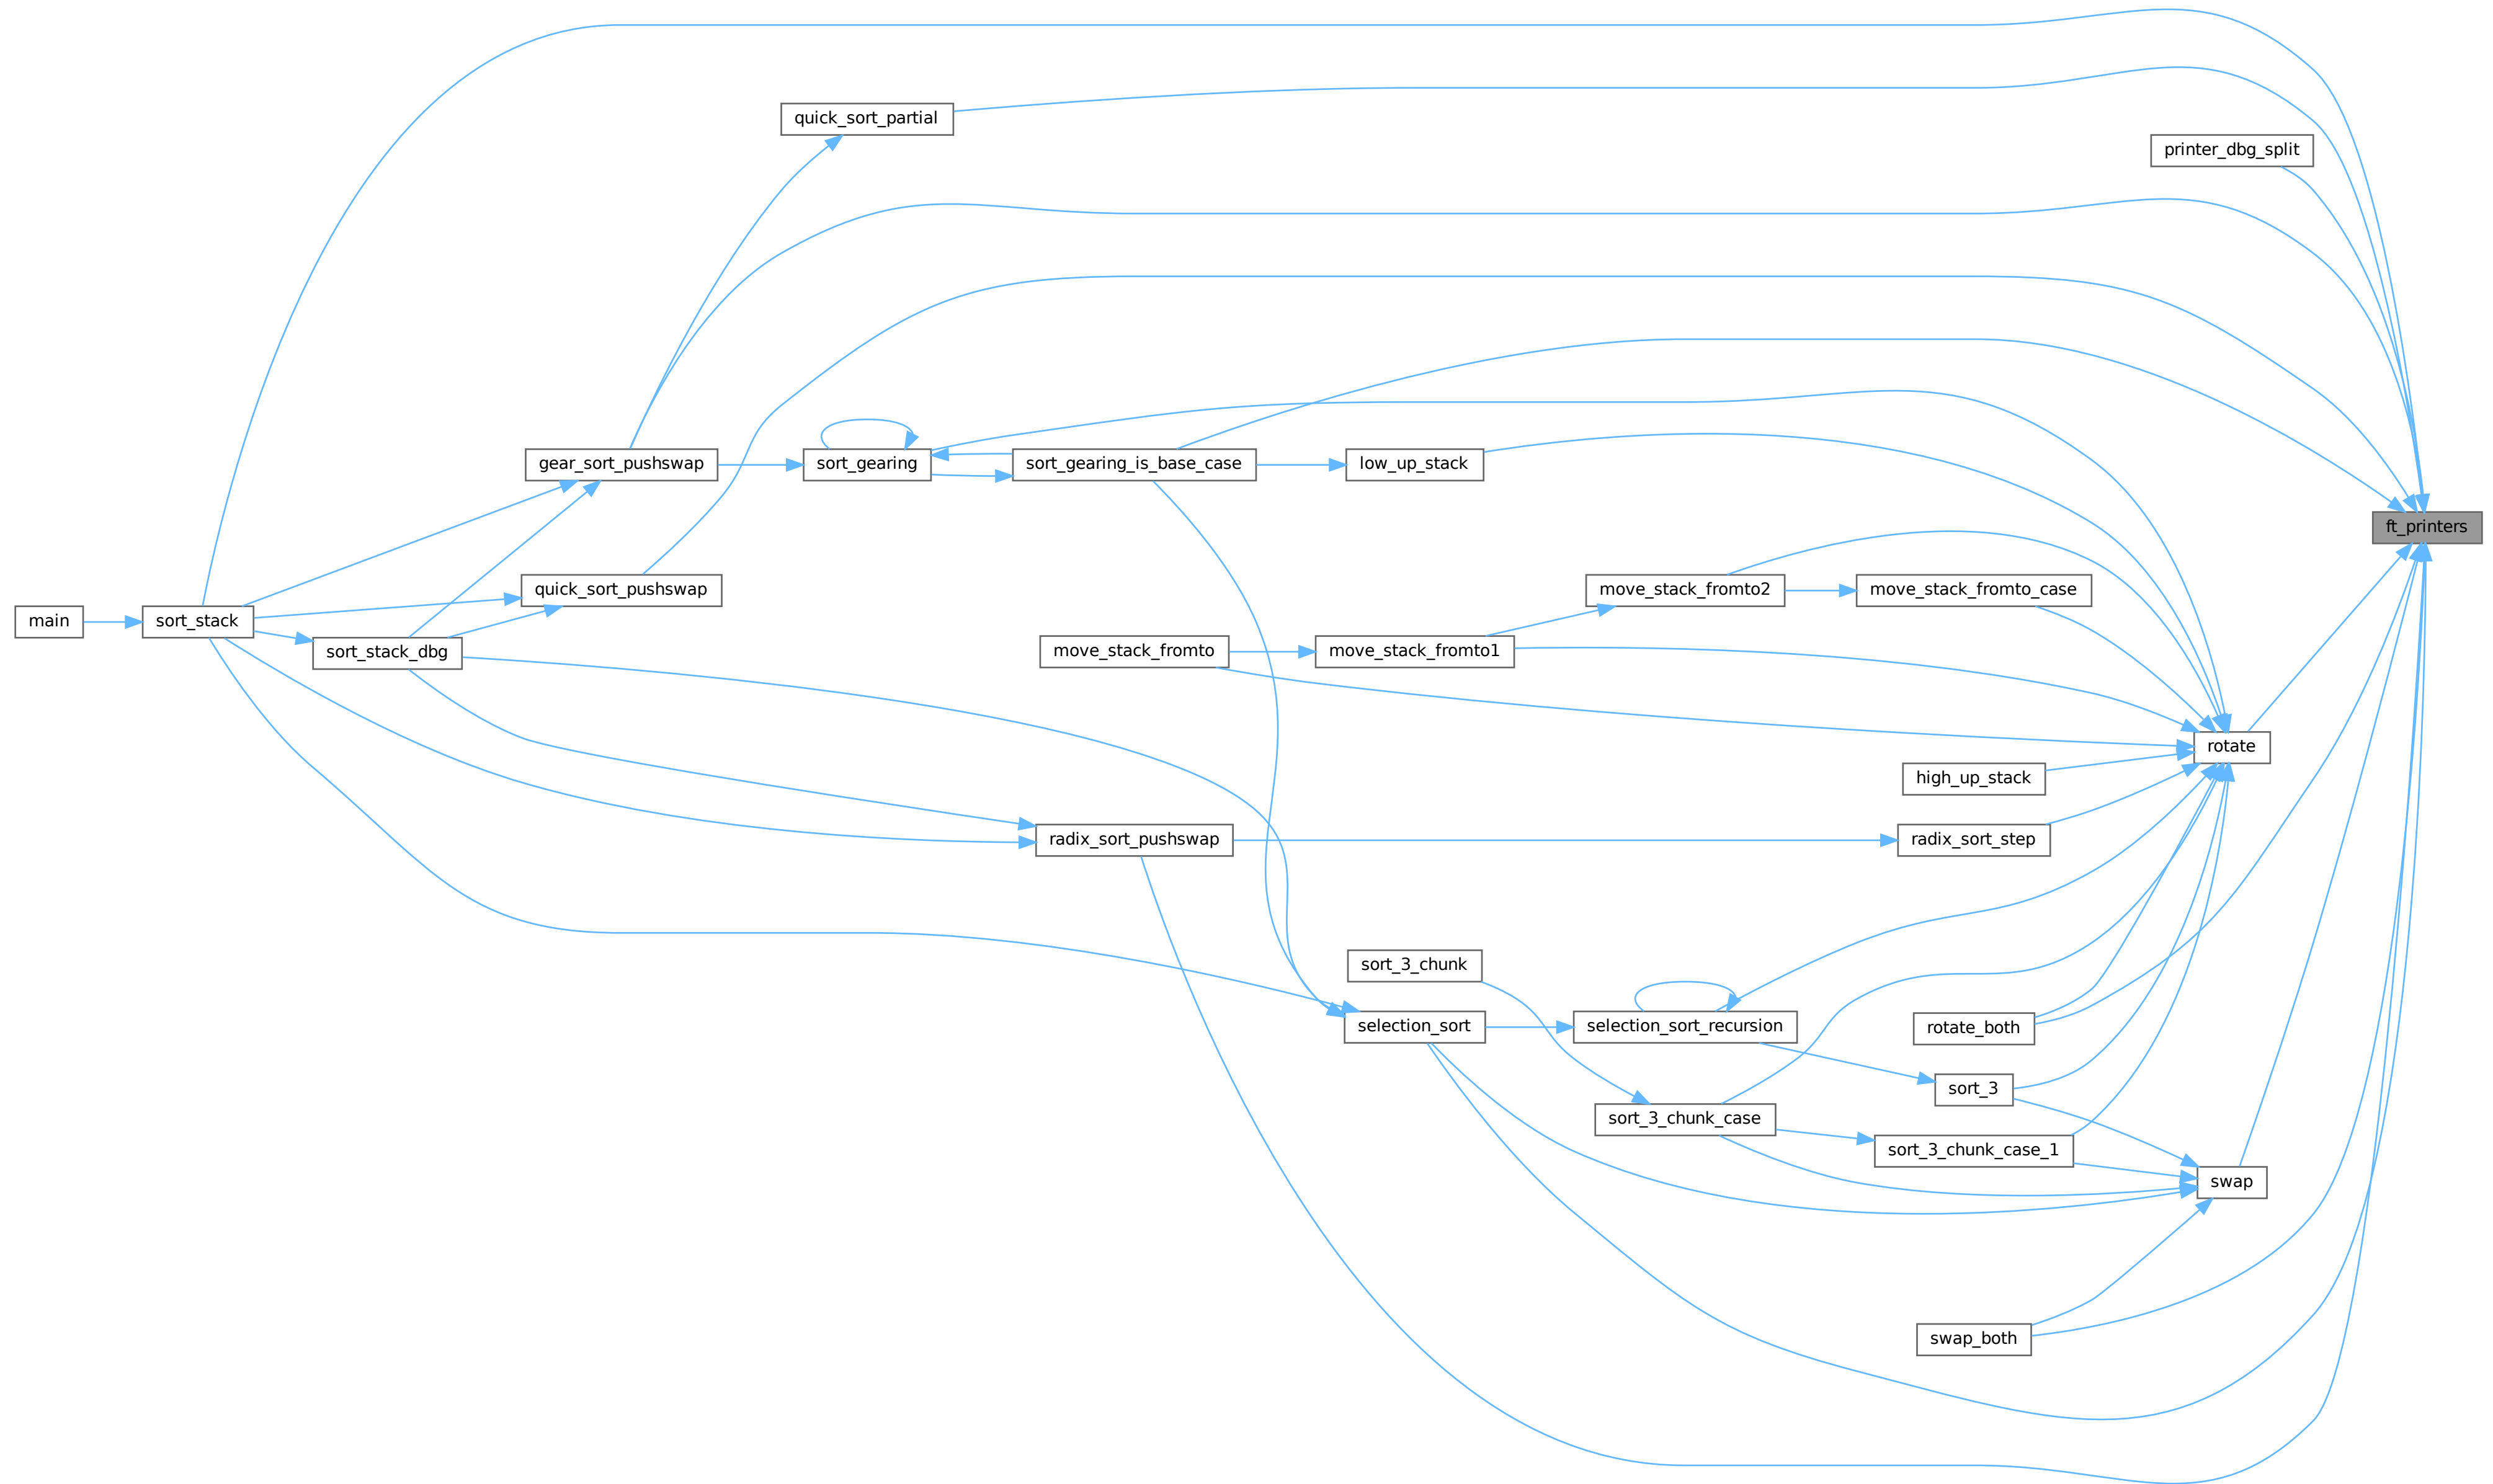 quick_sort_partial
printer_dbg_split
gear_sort_pushswap
sort_gearing
sort_gearing_is_base_case
low_up_stack
ft_printers
quick_sort_pushswap
move_stack_fromto2
move_stack_fromto_case
main
sort_stack
sort_stack_dbg
move_stack_fromto
move_stack_fromto1
rotate
high_up_stack
radix_sort_pushswap
radix_sort_step
sort_3_chunk
selection_sort
selection_sort_recursion
rotate_both
sort_3
sort_3_chunk_case
sort_3_chunk_case_1
swap
swap_both